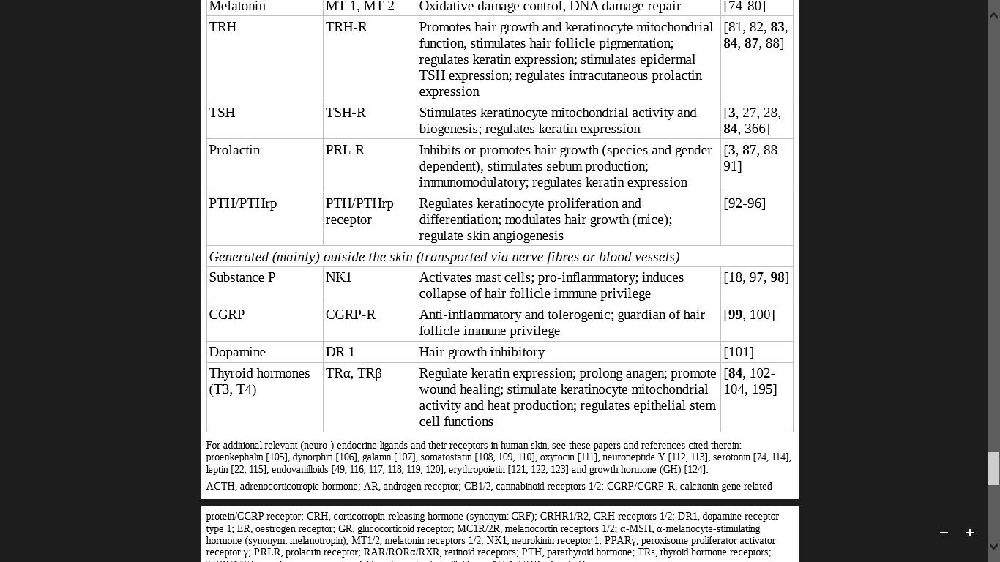 Melatonin MT-1, MT-2 Oxidative damage control, DNA damage repair [74-80]
TRH TRH-R Promotes hair growth and keratinocyte mitochondrial [81, 82, 83,
function, stimulates hair follicle pigmentation; 84, 87, 88]
regulates keratin expression; stimulates epidermal
TSH expression; regulates intracutaneous prolactin
expression
TSH TSH-R Stimulates keratinocyte mitochondrial activity and [3, 27, 28,
biogenesis; regulates keratin expression 84, 366]
Prolactin PRL-R Inhibits or promotes hair growth (species and gender [3, 87, 88-
dependent), stimulates sebum production; 91]
immunomodulatory; regulates keratin expression
PTH/PTHrp PTH/PTHrp Regulates keratinocyte proliferation and [92-96]
receptor differentiation; modulates hair growth (mice);
regulate skin angiogenesis
Generated (mainly) outside the skin (transported via nerve fibres or blood vessels)
Substance P NK1 Activates mast cells; pro-inflammatory; induces [18, 97, 98]
collapse of hair follicle immune privilege
CGRP CGRP-R Anti-inflammatory and tolerogenic; guardian of hair [99, 100]
follicle immune privilege
Dopamine DR 1 Hair growth inhibitory [101]
Thyroid hormones TRα, TRβ Regulate keratin expression; prolong anagen; promote [84, 102-
(T3, T4) wound healing; stimulate keratinocyte mitochondrial 104, 195]
activity and heat production; regulates epithelial stem
cell functions
For additional relevant (neuro-) endocrine ligands and their receptors in human skin, see these papers and references cited therein:
proenkephalin [105], dynorphin [106], galanin [107], somatostatin [108, 109, 110], oxytocin [111], neuropeptide Y [112, 113], serotonin [74, 114],
leptin [22, 115], endovanilloids [49, 116, 117, 118, 119, 120], erythropoietin [121, 122, 123] and growth hormone (GH) [124].
ACTH, adrenocorticotropic hormone; AR, androgen receptor; CB1/2, cannabinoid receptors 1/2; CGRP/CGRP-R, calcitonin gene related
protein/CGRP receptor; CRH, corticotropin-releasing hormone (synonym: CRF); CRHR1/R2, CRH receptors 1/2; DR1, dopamine receptor
type 1; ER, oestrogen receptor; GR, glucocorticoid receptor; MC1R/2R, melanocortin receptors 1/2; α-MSH, α-melanocyte-stimulating
hormone (synonym: melanotropin); MT1/2, melatonin receptors 1/2; NK1, neurokinin receptor 1; PPARγ, peroxisome proliferator activator
receptor γ; PRLR, prolactin receptor; RAR/RORα/RXR, retinoid receptors; PTH, parathyroid hormone; TRs, thyroid hormone receptors;